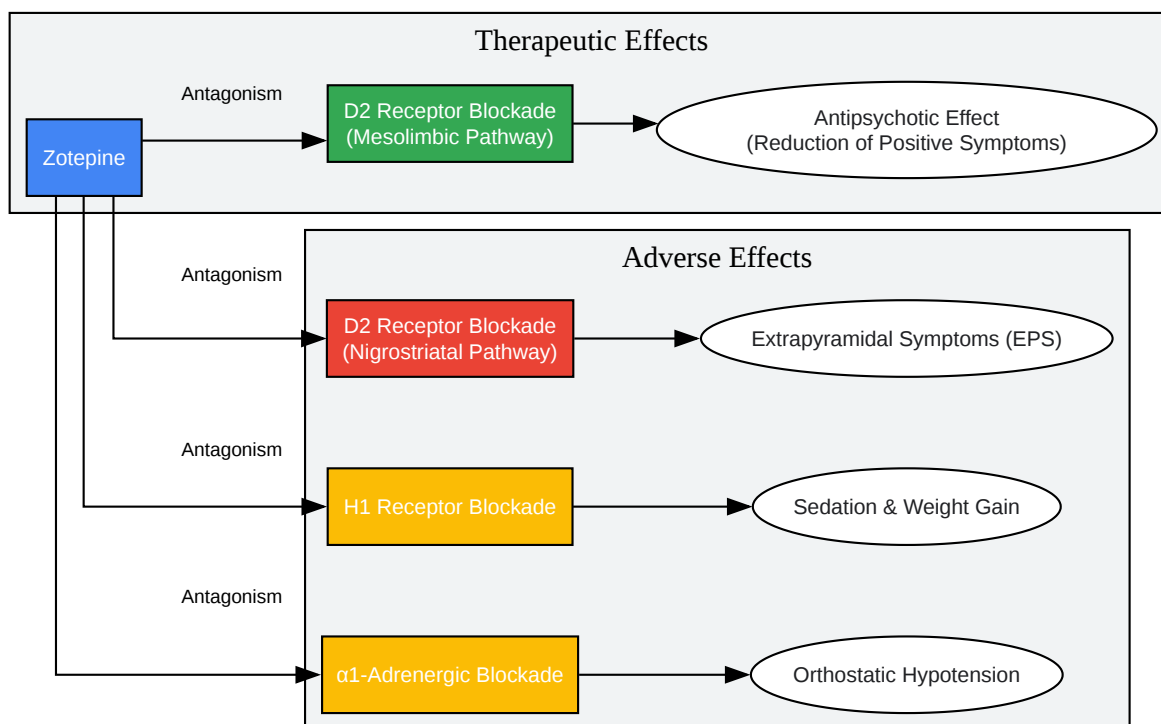 Therapeutic Effects
Antagonism
Zotepine
D2 Receptor Blockade
(Mesolimbic Pathway)
Antipsychotic Effect
(Reduction of Positive Symptoms)
Adverse Effects
Antagonism
D2 Receptor Blockade
(Nigrostriatal Pathway)
Extrapyramidal Symptoms (EPS)
Antagonism
H1 Receptor Blockade
Sedation & Weight Gain
Antagonism
α1-Adrenergic Blockade
Orthostatic Hypotension